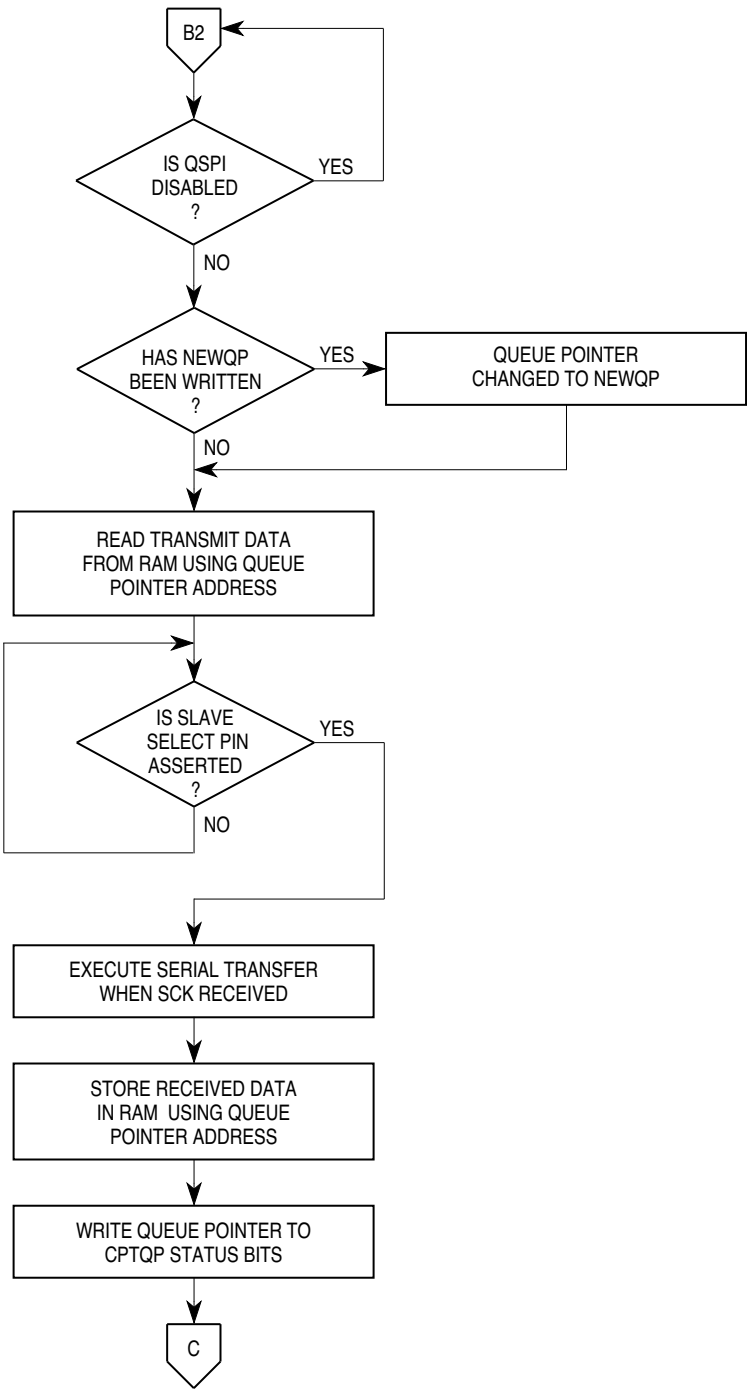 B2
IS QSPI
DISABLED
?
YES
NO
HAS NEWQP
BEEN WRITTEN
?
YES
QUEUE POINTER
CHANGED TO NEWQP
NO
READ TRANSMIT DATA
FROM RAM USING QUEUE
POINTER ADDRESS
IS SLAVE
SELECT PIN
ASSERTED
?
YES
NO
EXECUTE SERIAL TRANSFER
WHEN SCK RECEIVED
STORE RECEIVED DATA
IN RAM USING QUEUE
POINTER ADDRESS
WRITE QUEUE POINTER TO
CPTQP STATUS BITS
C